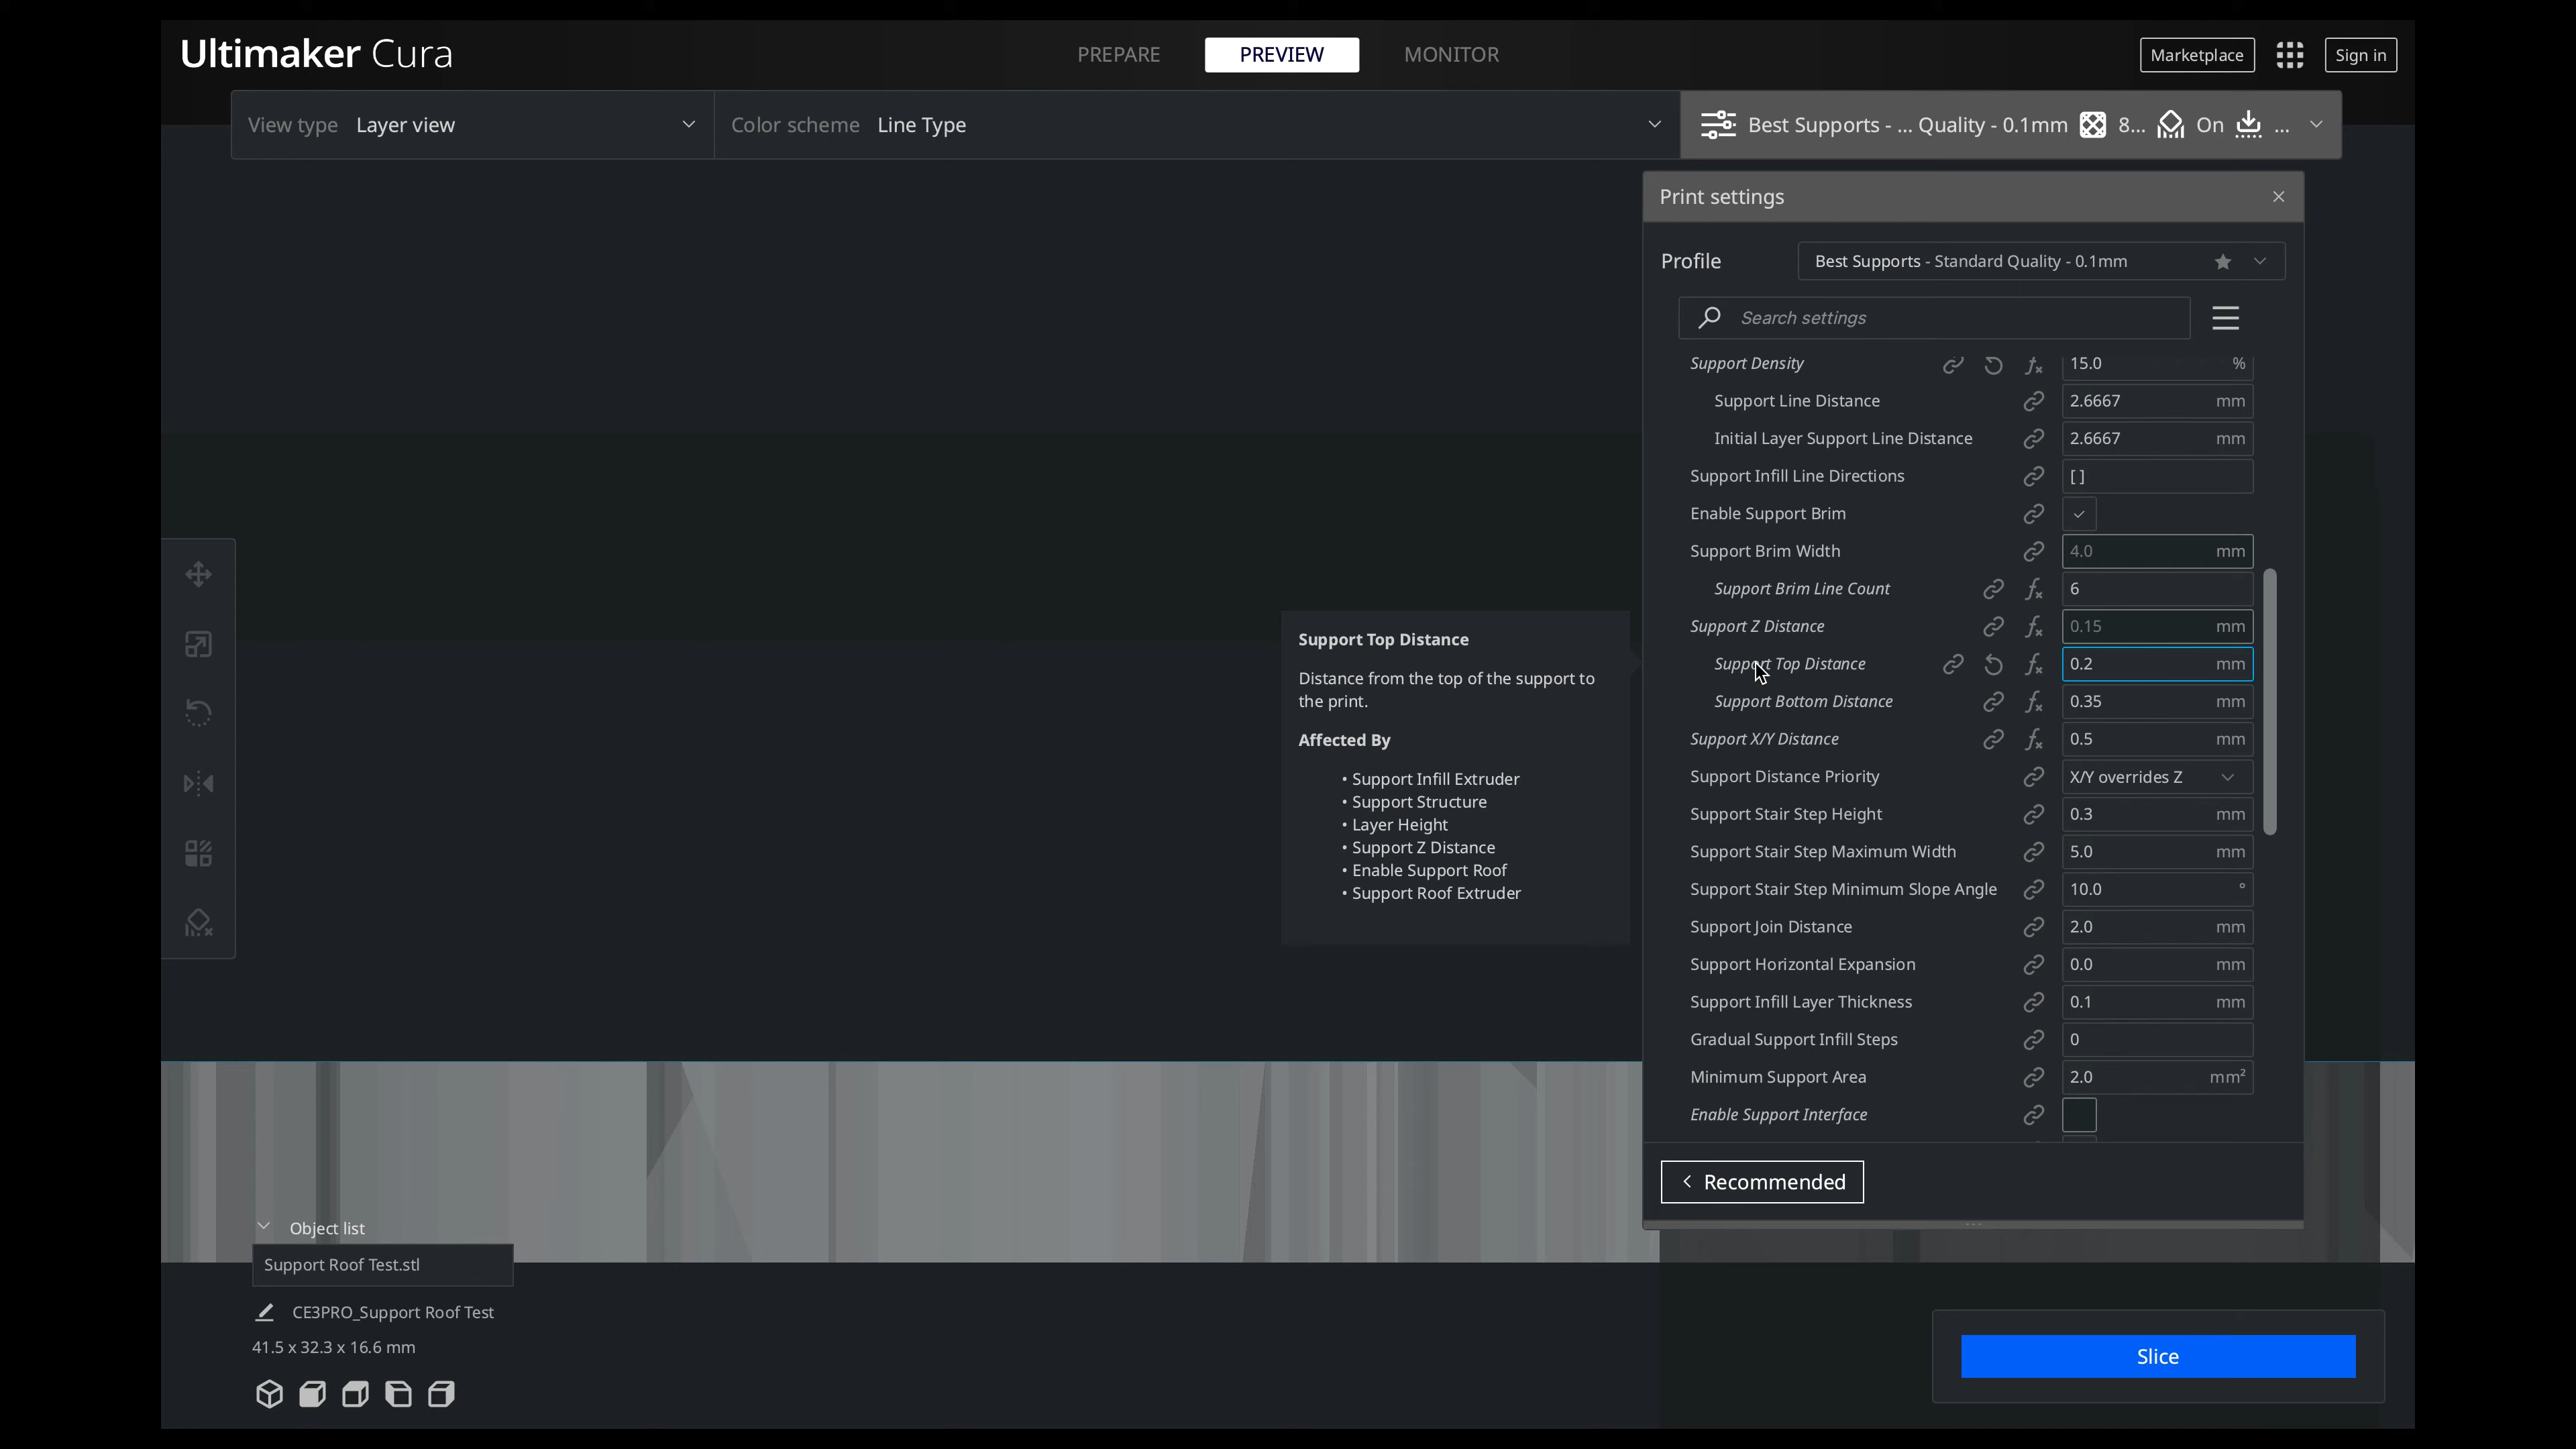 Ultimaker Cura
PREPARE
PREVIEW
MONITOR
Marketplace
Sign in
View type Layer view
Color scheme Line Type
Best Supports - ... Quality - 0.1mm 8... On ...
Print settings
Profile Best Supports - Standard Quality - 0.1mm
Search settings
Support Density 15.0 %
Support Line Distance 2.6667 mm
Initial Layer Support Line Distance 2.6667 mm
Support Infill Line Directions [ ]
Enable Support Brim
Support Brim Width 4.0 mm
Support Brim Line Count 6
Support Z Distance 0.15 mm
Support Top Distance 0.2 mm
Support Bottom Distance 0.35 mm
Support X/Y Distance 0.5 mm
Support Distance Priority X/Y overrides Z
Support Stair Step Height 0.3 mm
Support Stair Step Maximum Width 5.0 mm
Support Stair Step Minimum Slope Angle 10.0 °
Support Join Distance 2.0 mm
Support Horizontal Expansion 0.0 mm
Support Infill Layer Thickness 0.1 mm
Gradual Support Infill Steps 0
Minimum Support Area 2.0 mm²
Enable Support Interface
Recommended
Support Top Distance
Distance from the top of the support to
the print.
Affected By
• Support Infill Extruder
• Support Structure
• Layer Height
• Support Z Distance
• Enable Support Roof
• Support Roof Extruder
Object list
Support Roof Test.stl
CE3PRO_Support Roof Test
41.5 x 32.3 x 16.6 mm
Slice